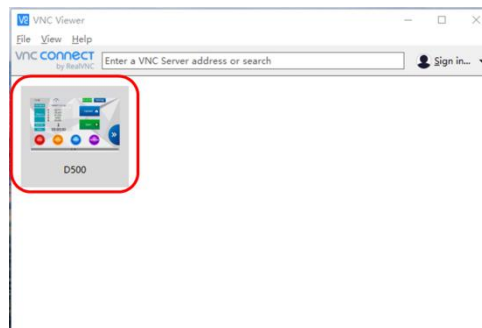 VNC Viewer
File View Help
VNC CONNECT
by RealVNC
Enter a VNC Server address or search
Sign in...
D500